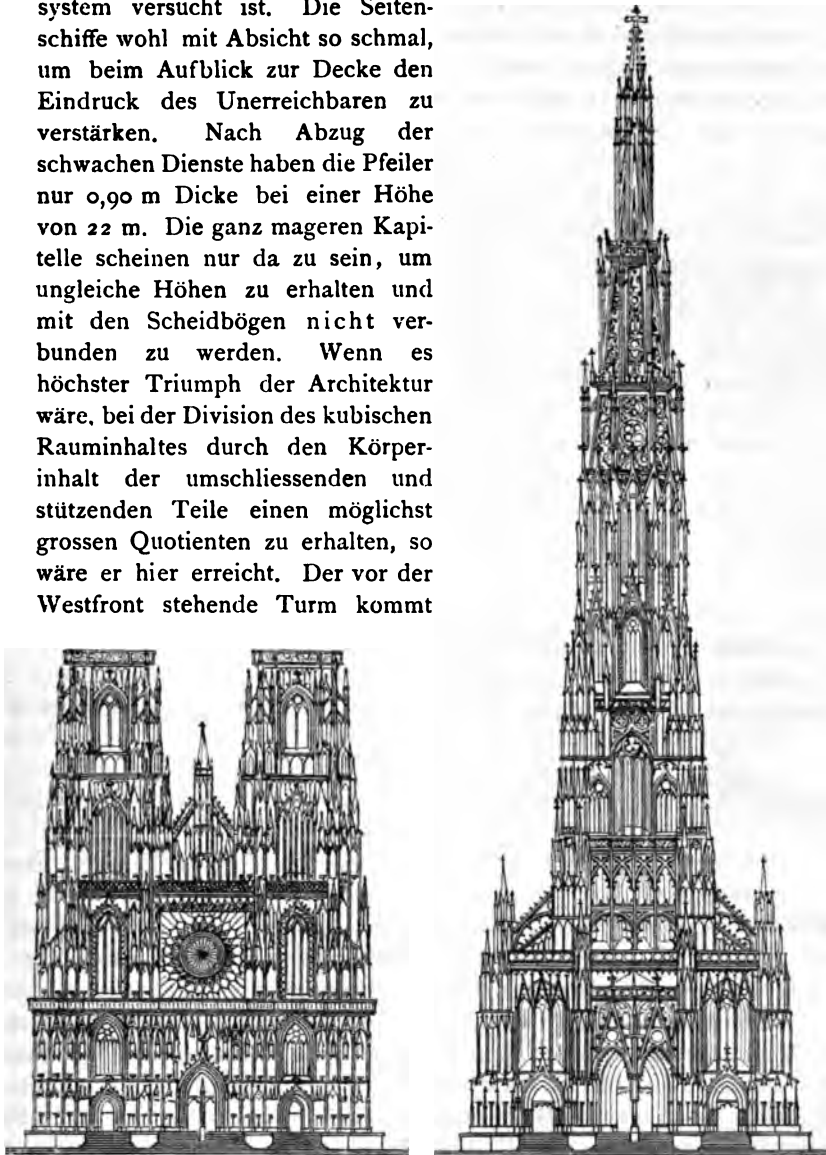 system versucht ist. Die Seiten-
schiffe wohl mit Absicht so schmal,
um beim Aufblick zur Decke den
Eindruck des Unerreichbaren zu
verstärken. Nach Abzug der
schwachen Dienste haben die Pfeiler
nur 0,90 m Dicke bei einer Höhe
von 22 m. Die ganz mageren Kapi-
telle scheinen nur da zu sein, um
ungleiche Höhen zu erhalten und
mit den Scheidbögen nicht ver-
bunden zu werden. Wenn es
höchster Triumph der Architektur
wäre, bei der Division des kubischen
Rauminhaltes durch den Körper-
inhalt der umschliessenden und
stützenden Teile einen möglichst
grossen Quotienten zu erhalten, so
wäre er hier erreicht. Der vor der
Westfront stehende Turm kommt